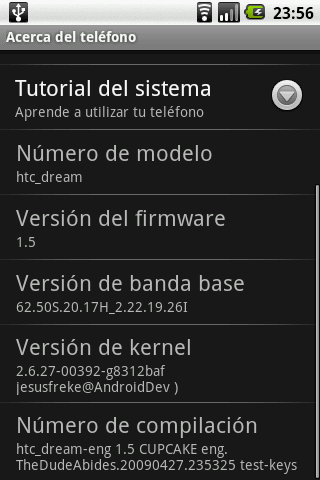 23:56
Acerca del teléfono
Tutorial del sistema
Aprende a utilizar tu teléfono
Número de modelo
htc_dream
Versión del firmware
1.5
Versión de banda base
62.50S.20.17H_2.22.19.26I
Versión de kernel
2.6.27-00392-g8312baf
jesusfreke@AndroidDev )
Número de compilación
htc_dream-eng 1.5 CUPCAKE eng.
TheDudeAbides.20090427.235325 test-keys